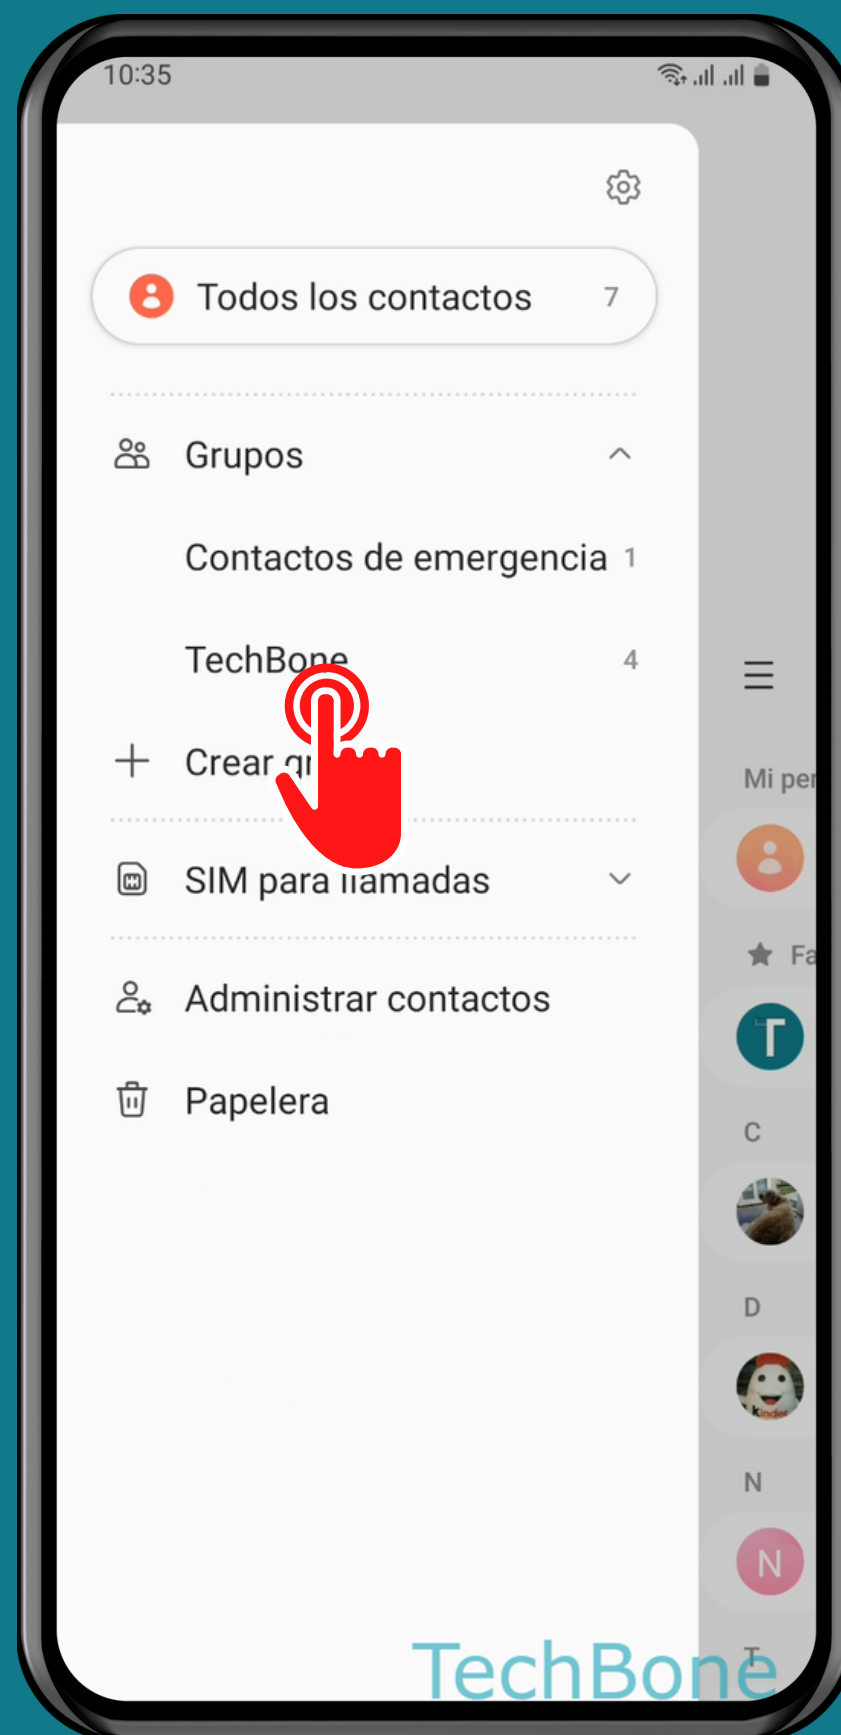 10:35
Todos los contactos 7
Grupos
Contactos de emergencia 1
TechBone 4
Crear
SIM para llamadas
Administrar contactos
Papelera
Mi per
Fa
T
C
D
Kinder
N
N
T
TechBone